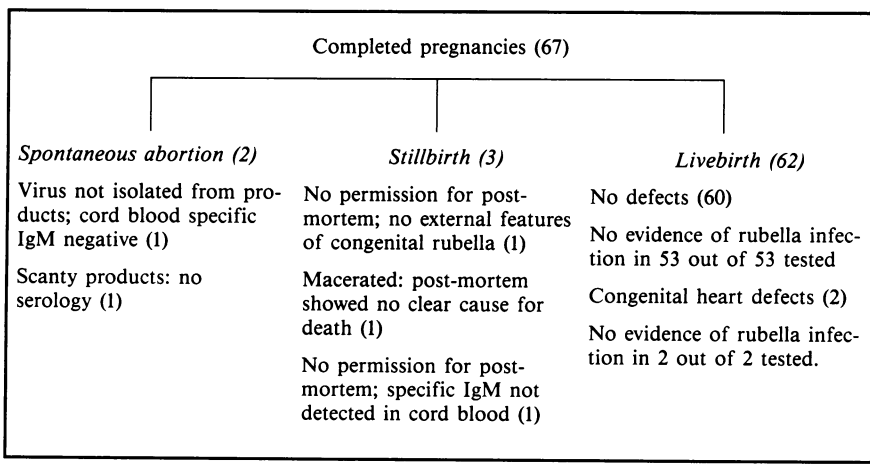 Completed pregnancies (67)
Spontaneous abortion (2)
Virus not isolated from pro-
ducts; cord blood specific
IgM negative (1)
Scanty products: no
serology (1)
Stillbirth (3)
No permission for post-
mortem; no external features
of congenital rubella (1)
Macerated: post-mortem
showed no clear cause for
death (1)
No permission for post-
mortem; specific IgM not
detected in cord blood (1)
Livebirth (62)
No defects (60)
No evidence of rubella infec-
tion in 53 out of 53 tested
Congenital heart defects (2)
No evidence of rubella infec-
tion in 2 out of 2 tested.